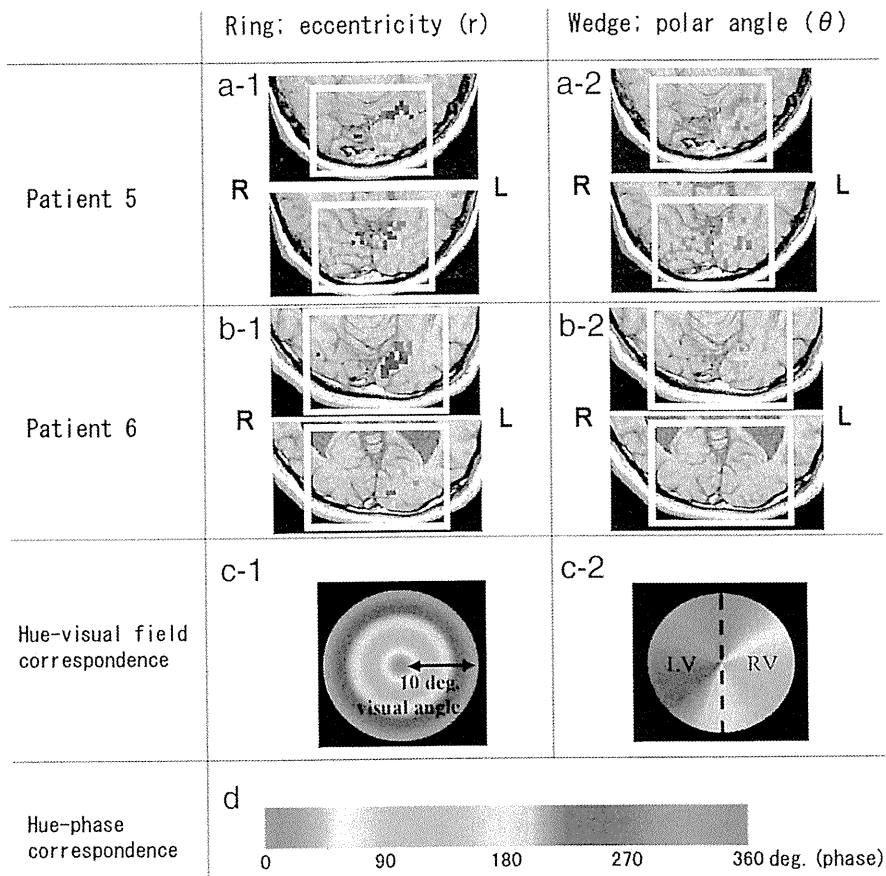 Ring; eccentricity (r)
Wedge; polar angle (θ)
Patient 5
a-1
a-2
R
L
R
L
Patient 6
b-1
b-2
R
L
R
L
Hue-visual field
correspondence
c-1
10 deg.
visual angle
c-2
LV
RV
Hue-phase
correspondence
d
0
90
180
270
360 deg. (phase)